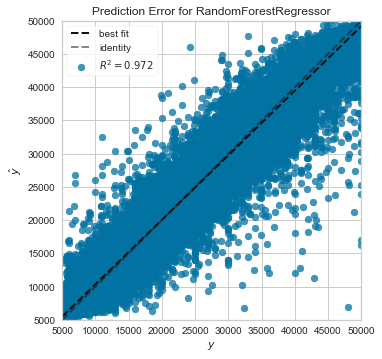 Prediction Error for RandomForestRegressor
best fit
identity
R² = 0.972
50000
45000
40000
35000
30000
25000
20000
15000
10000
5000
ŷ
5000 10000 15000 20000 25000 30000 35000 40000 45000 50000
y